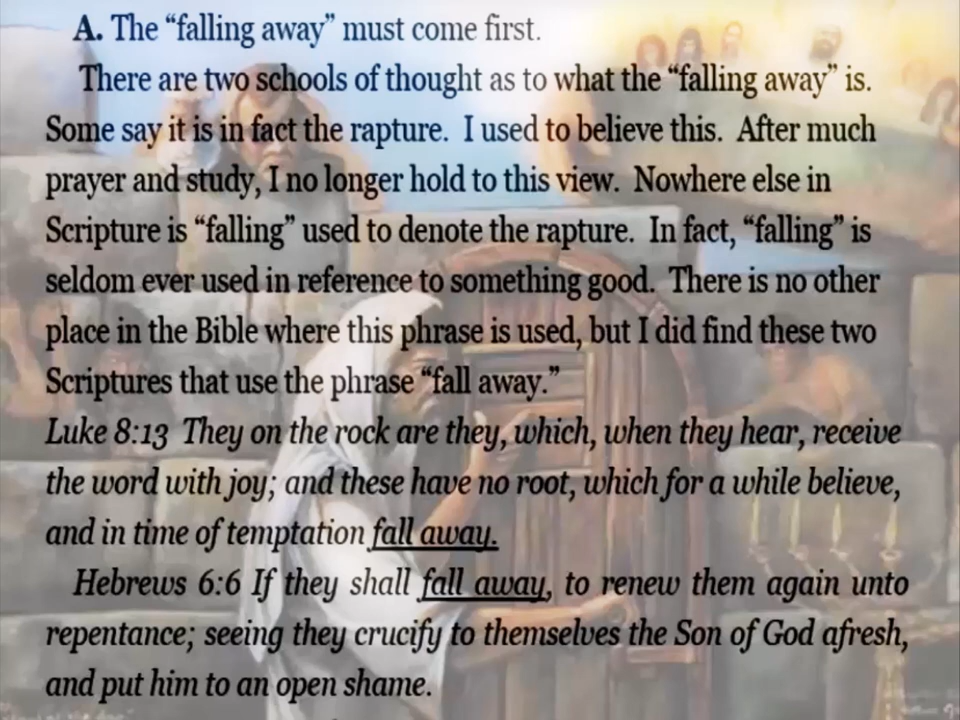 A. The “falling away” must come first.
There are two schools of thought as to what the “falling away” is.
Some say it is in fact the rapture. I used to believe this. After much
prayer and study, I no longer hold to this view. Nowhere else in
Scripture is “falling” used to denote the rapture. In fact, “falling” is
seldom ever used in reference to something good. There is no other
place in the Bible where this phrase is used, but I did find these two
Scriptures that use the phrase “fall away.”
Luke 8:13 They on the rock are they, which, when they hear, receive
the word with joy; and these have no root, which for a while believe,
and in time of temptation fall away.
Hebrews 6:6 If they shall fall away, to renew them again unto
repentance; seeing they crucify to themselves the Son of God afresh,
and put him to an open shame.